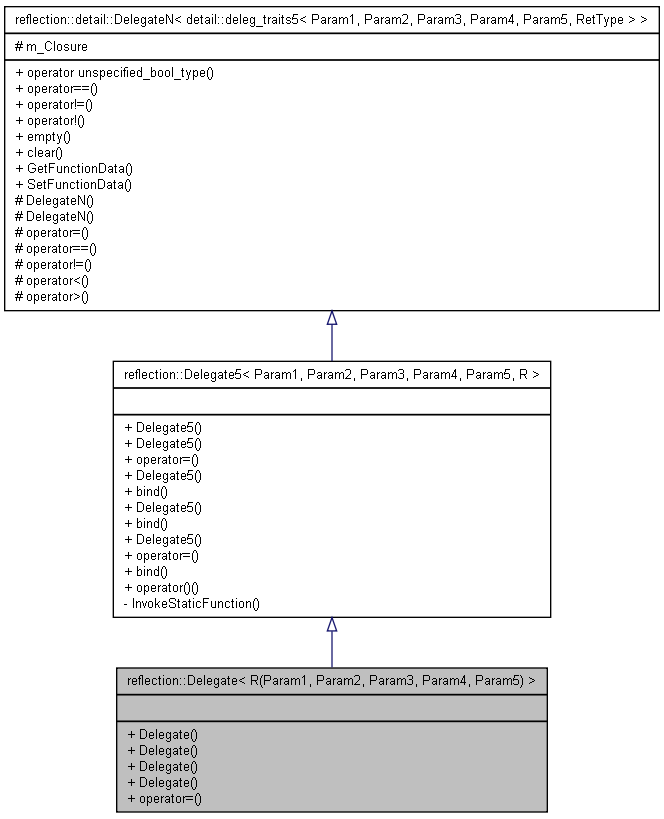 reflection::detail::DelegateN< detail::deleg_traits5< Param1, Param2, Param3, Param4, Param5, RetType > >
# m_Closure
+ operator unspecified_bool_type()
+ operator==()
+ operator!=()
+ operator!()
+ empty()
+ clear()
+ GetFunctionData()
+ SetFunctionData()
# DelegateN()
# DelegateN()
# operator=()
# operator==()
# operator!=()
# operator<()
# operator>()
reflection::Delegate5< Param1, Param2, Param3, Param4, Param5, R >
+ Delegate5()
+ Delegate5()
+ operator=()
+ Delegate5()
+ bind()
+ Delegate5()
+ bind()
+ Delegate5()
+ operator=()
+ bind()
+ operator()()
- InvokeStaticFunction()
reflection::Delegate< R(Param1, Param2, Param3, Param4, Param5) >
+ Delegate()
+ Delegate()
+ Delegate()
+ Delegate()
+ operator=()